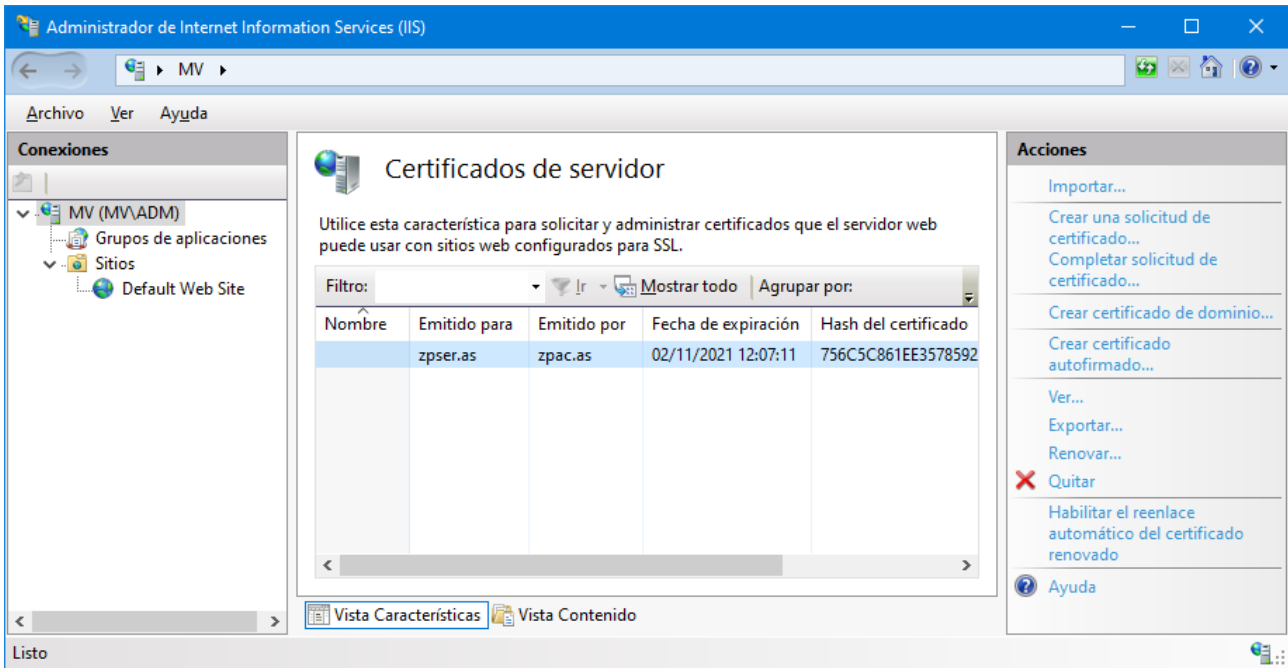 Administrador de Internet Information Services (IIS)
MV
Archivo Ver Ayuda
Conexiones
MV (MV\ADM)
Grupos de aplicaciones
Sitios
Default Web Site
Certificados de servidor
Utilice esta característica para solicitar y administrar certificados que el servidor web
puede usar con sitios web configurados para SSL.
Filtro: Ir Mostrar todo Agrupar por:
Nombre Emitido para Emitido por Fecha de expiración Hash del certificado
zpser.as zpac.as 02/11/2021 12:07:11 756C5C861EE3578592
Vista Características Vista Contenido
Acciones
Importar...
Crear una solicitud de
certificado...
Completar solicitud de
certificado...
Crear certificado de dominio...
Crear certificado
autofirmado...
Ver...
Exportar...
Renovar...
Quitar
Habilitar el reenlace
automático del certificado
renovado
Ayuda
Listo